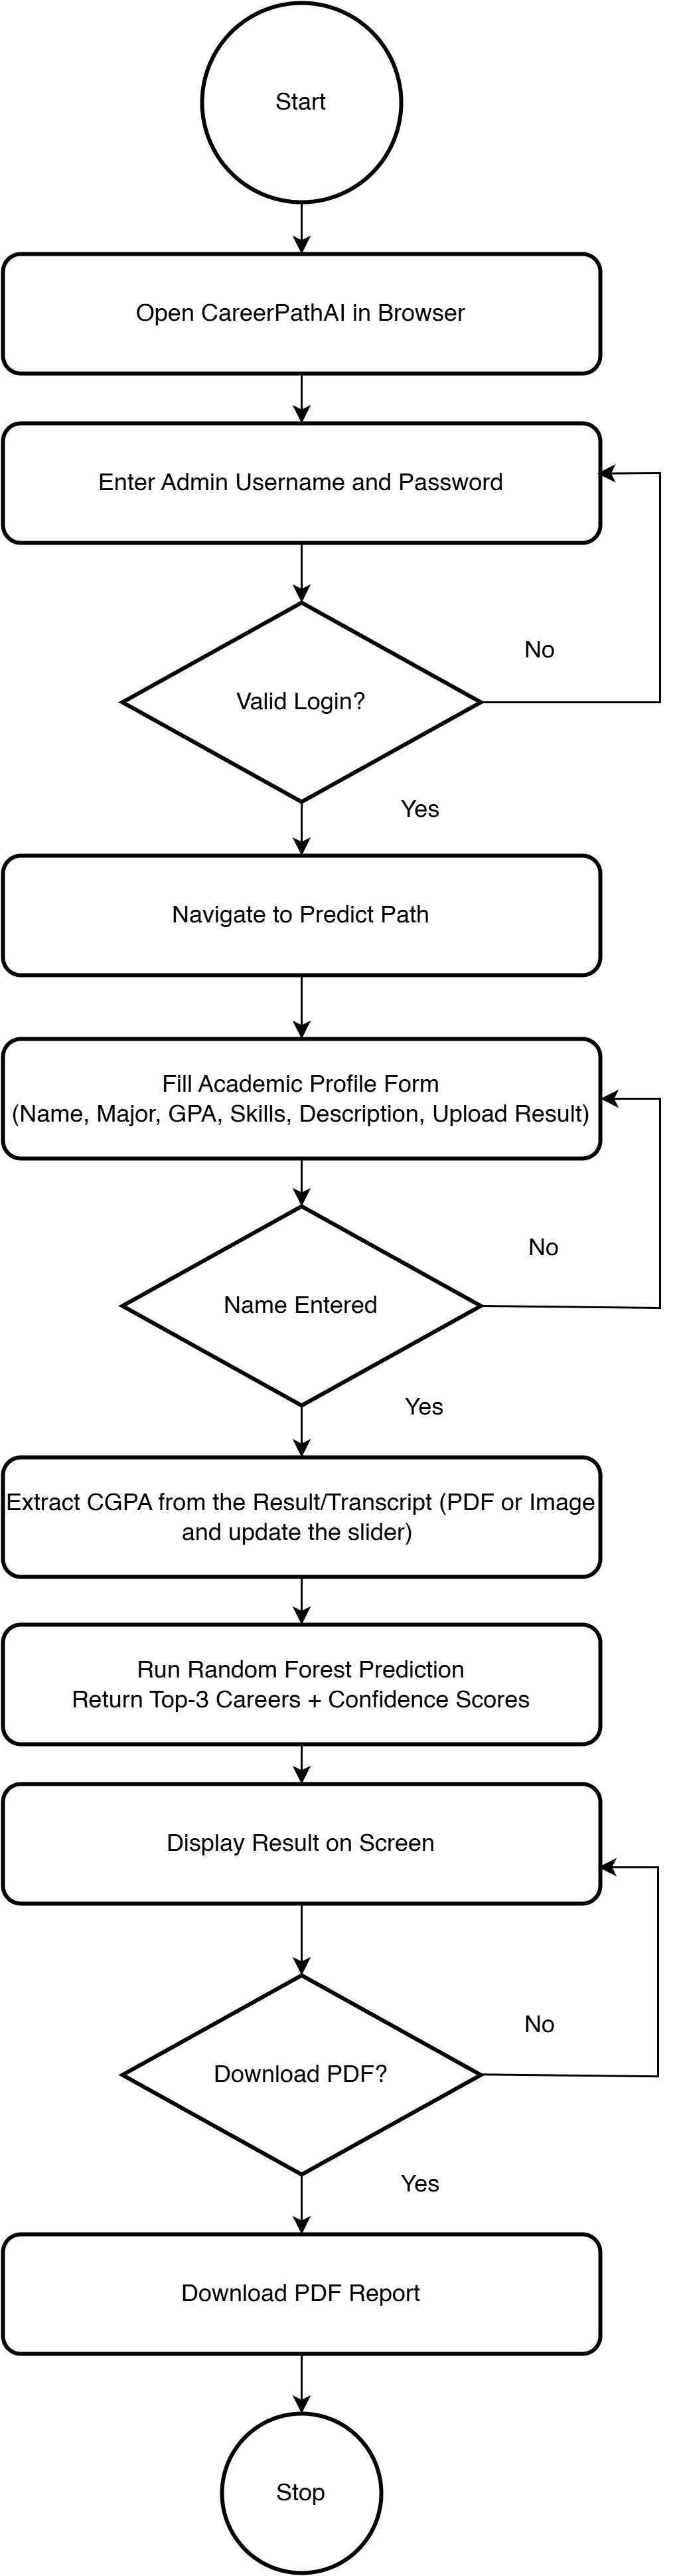 Start
Open CareerPathAI in Browser
Enter Admin Username and Password
No
Valid Login?
Yes
Navigate to Predict Path
Fill Academic Profile Form
(Name, Major, GPA, Skills, Description, Upload Result)
No
Name Entered
Yes
Extract CGPA from the Result/Transcript (PDF or Image
and update the slider)
Run Random Forest Prediction
Return Top-3 Careers + Confidence Scores
Display Result on Screen
No
Download PDF?
Yes
Download PDF Report
Stop